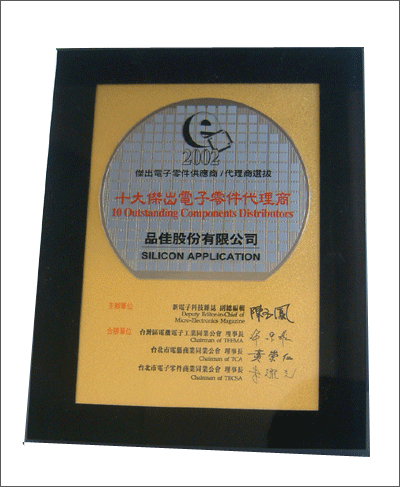 e
2002
傑出電子零件供應商/代理商選拔
十大傑出電子零件代理商
10 Outstanding Components Distributors
品佳股份有限公司
SILICON APPLICATION
主辦單位 新電子科技雜誌 副總編輯
Deputy Editor-in-Chief of
Micro-Electronics Magazine
合辦單位 台灣區電機電子工業同業公會 理事長
Chairman of TEEMA
台北市電腦商業同業公會 理事長
Chairman of TCA
台北市電子零件商業同業公會 理事長
Chairman of TECSA